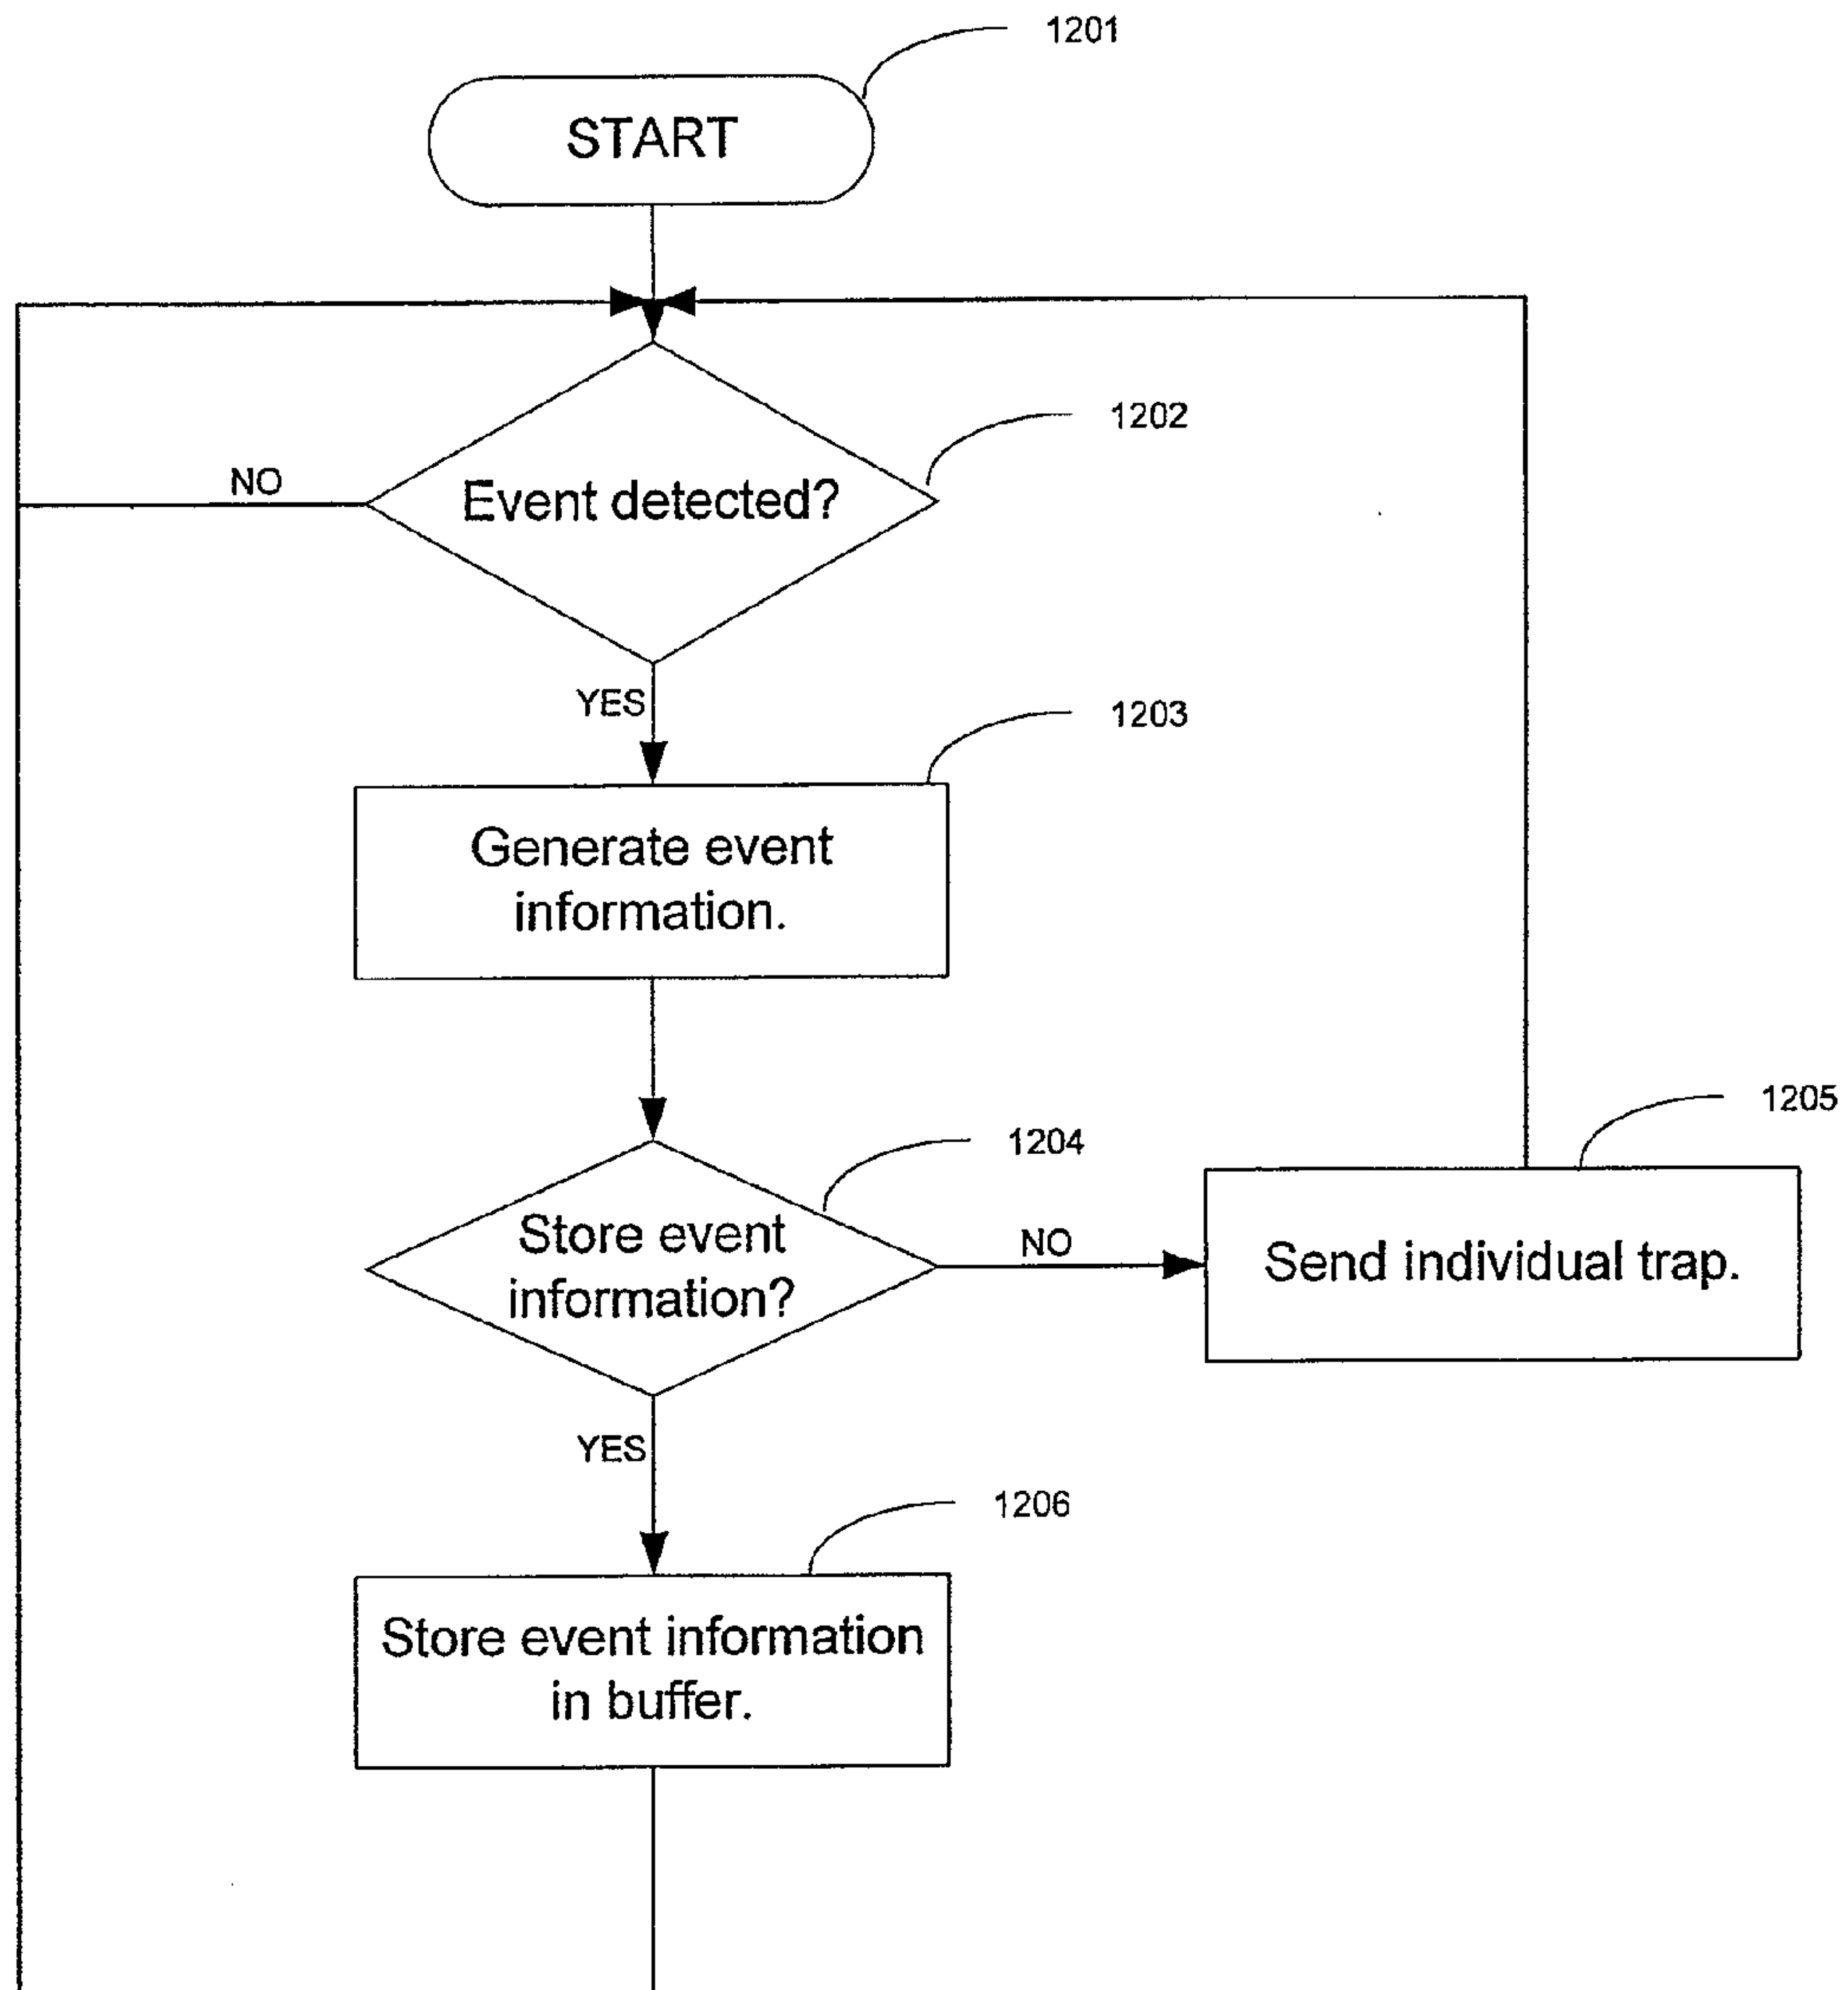 1201
START
1202
NO
Event detected?
YES
1203
Generate event
information.
1204
1205
Store event
information?
NO
Send individual trap.
YES
1206
Store event information
in buffer.